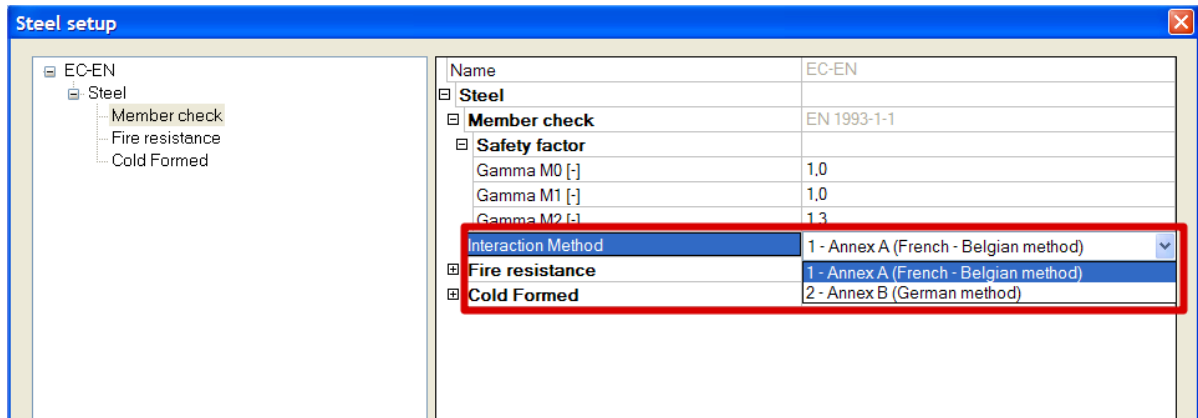 Steel setup
EC-EN
Steel
Member check
Fire resistance
Cold Formed
Name EC-EN
Steel
Member check EN 1993-1-1
Safety factor
Gamma M0 [-] 1,0
Gamma M1 [-] 1,0
Gamma M2 [-] 1,3
Interaction Method 1 - Annex A (French - Belgian method)
Fire resistance 1 - Annex A (French - Belgian method)
Cold Formed 2 - Annex B (German method)